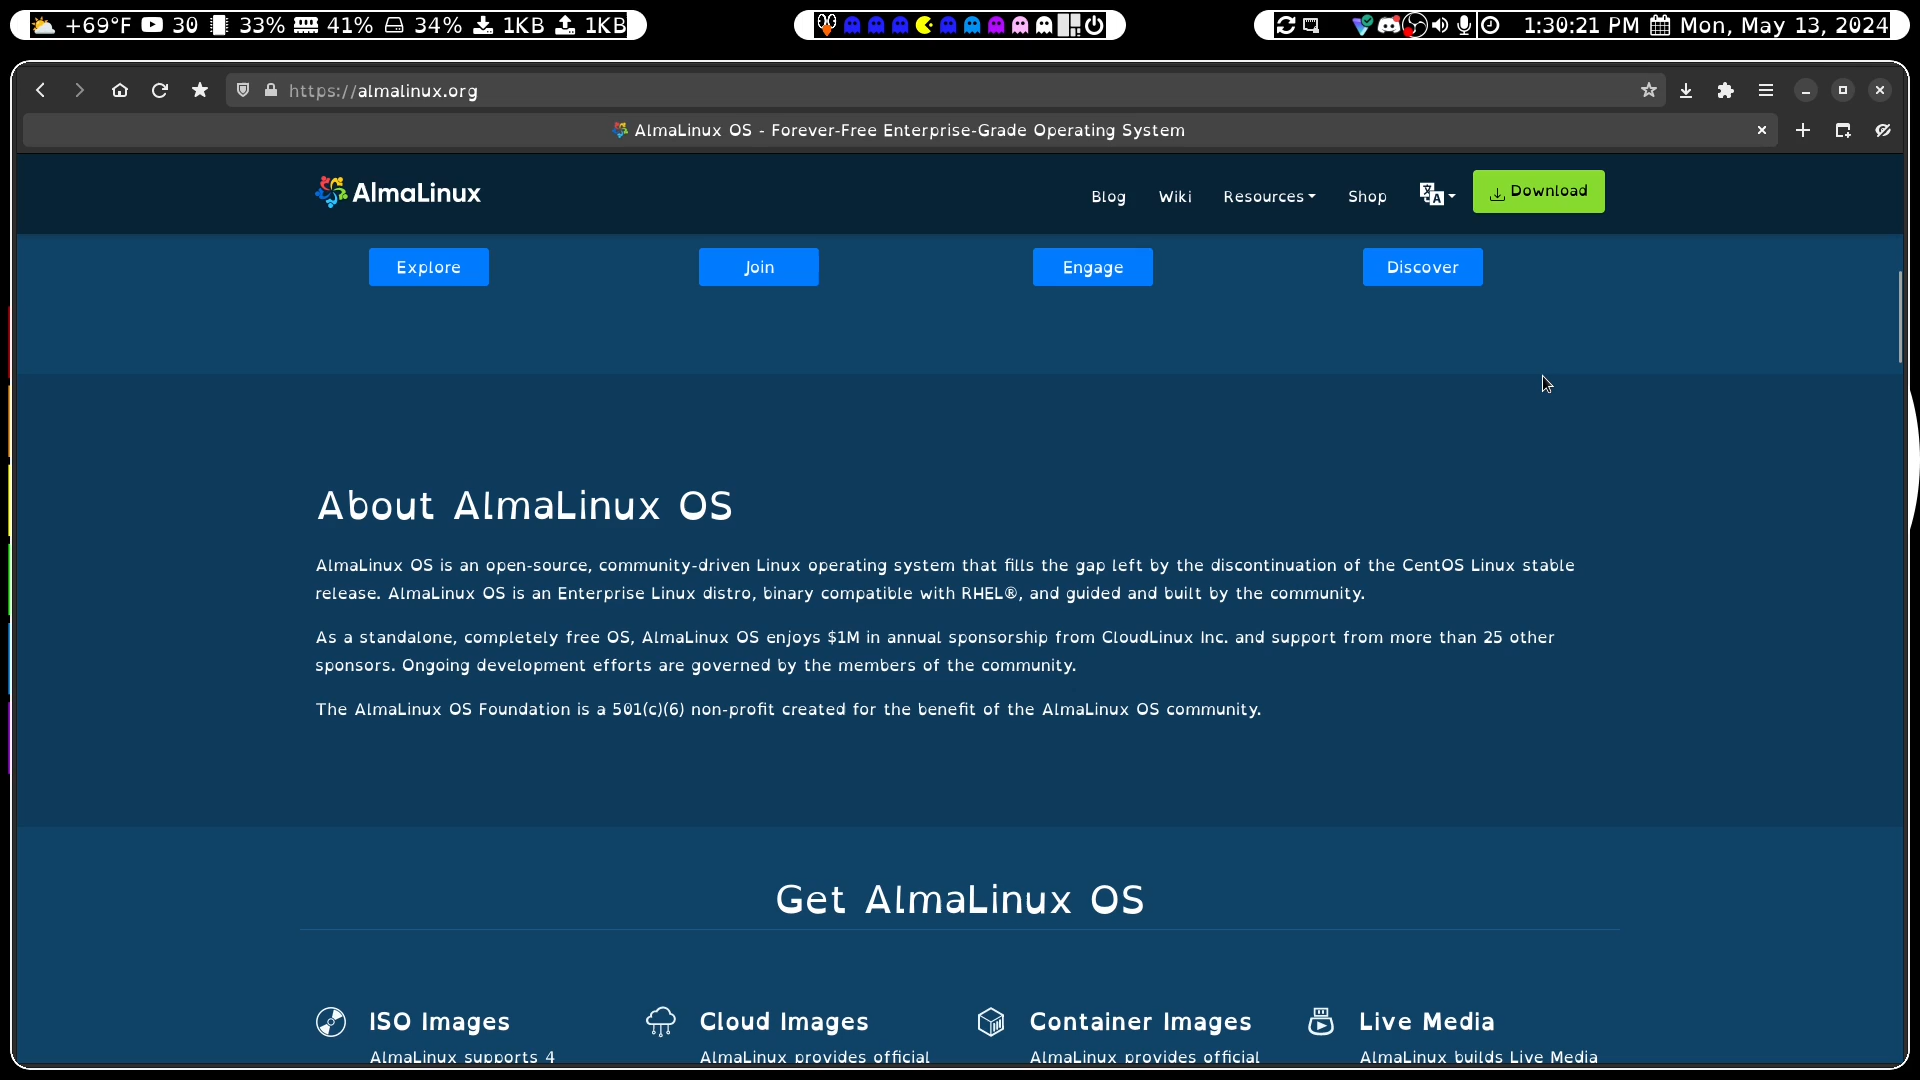 +69°F 30 33% 41% 34% 1KB 1KB 1:30:21 PM Mon, May 13, 2024
https://almalinux.org
AlmaLinux OS - Forever-Free Enterprise-Grade Operating System
AlmaLinux Blog Wiki Resources Shop Download
Explore Join Engage Discover
About AlmaLinux OS
AlmaLinux OS is an open-source, community-driven Linux operating system that fills the gap left by the discontinuation of the CentOS Linux stable
release. AlmaLinux OS is an Enterprise Linux distro, binary compatible with RHEL®, and guided and built by the community.
As a standalone, completely free OS, AlmaLinux OS enjoys $1M in annual sponsorship from CloudLinux Inc. and support from more than 25 other
sponsors. Ongoing development efforts are governed by the members of the community.
The AlmaLinux OS Foundation is a 501(c)(6) non-profit created for the benefit of the AlmaLinux OS community.
Get AlmaLinux OS
ISO Images Cloud Images Container Images Live Media
AlmaLinux supports 4 AlmaLinux provides official AlmaLinux provides official AlmaLinux builds Live Media